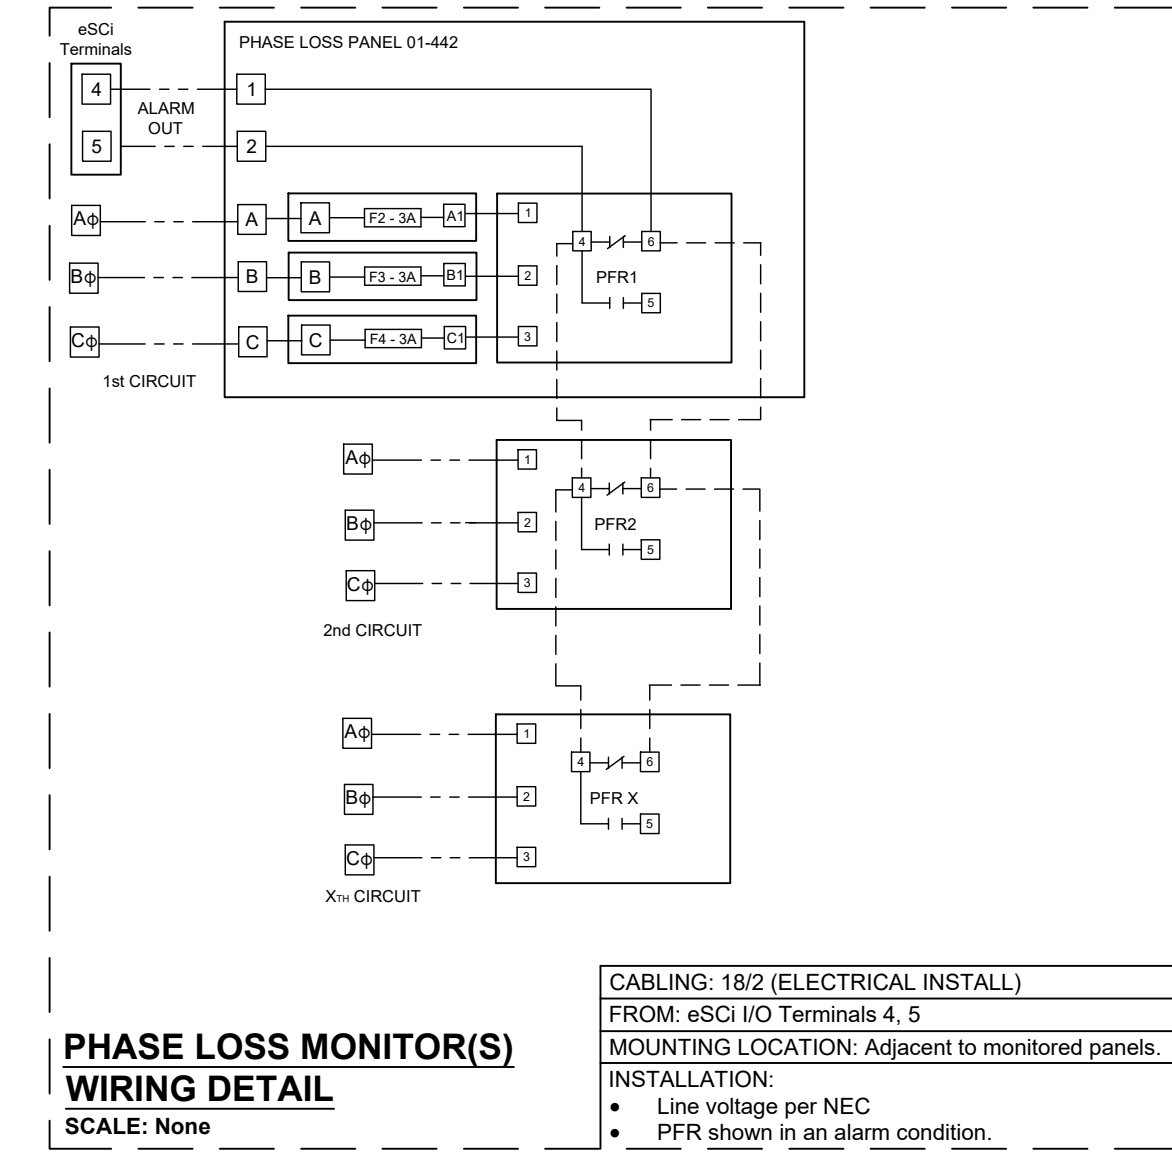 eSCi
Terminals
PHASE LOSS PANEL 01-442
4
1
ALARM
OUT
5
2
Aϕ
A
A
F2 - 3A
A1
1
4
6
Bϕ
B
B
F3 - 3A
B1
2
PFR1
5
Cϕ
C
C
F4 - 3A
C1
3
1st CIRCUIT
Aϕ
1
4
6
Bϕ
2
PFR2
5
Cϕ
3
2nd CIRCUIT
Aϕ
1
4
6
Bϕ
2
PFR X
5
Cϕ
3
XTH CIRCUIT
CABLING: 18/2 (ELECTRICAL INSTALL)
FROM: eSCi I/O Terminals 4, 5
MOUNTING LOCATION: Adjacent to monitored panels.
INSTALLATION:
• Line voltage per NEC
• PFR shown in an alarm condition.
PHASE LOSS MONITOR(S)
WIRING DETAIL
SCALE: None